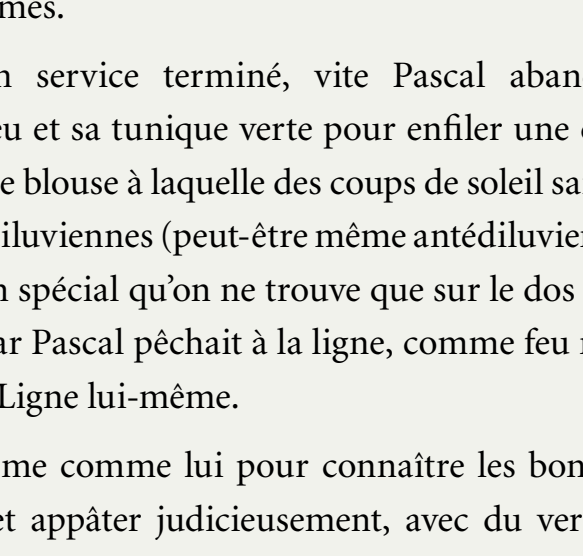 mes.
n service terminé, vite Pascal aban
eu et sa tunique verte pour enfiler une
e blouse à laquelle des coups de soleil sa
iluviennes (peut-être même antédiluvie
n spécial qu’on ne trouve que sur le dos
ar Pascal pêchait à la ligne, comme feu
Ligne lui-même.
me comme lui pour connaître les bon
et appâter judicieusement, avec du ver